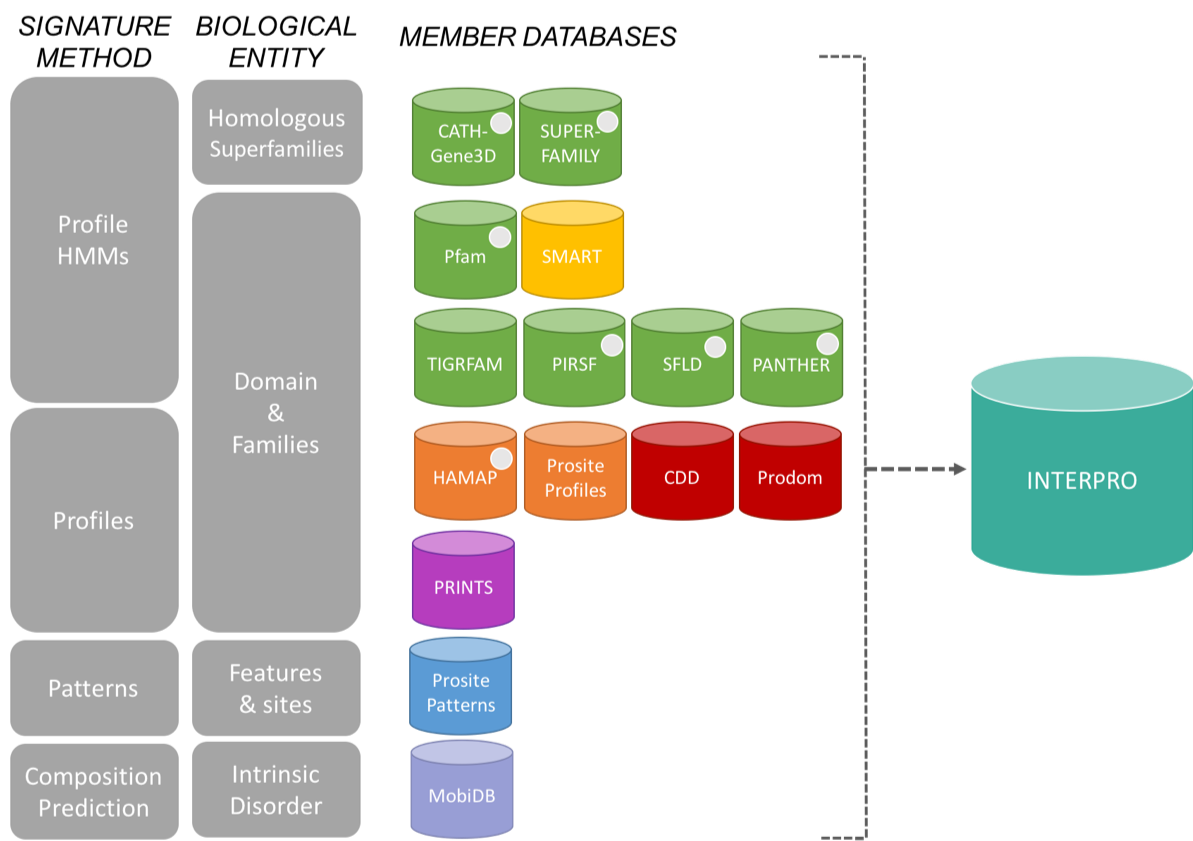 SIGNATURE
METHOD
BIOLOGICAL
ENTITY
MEMBER DATABASES
Profile
HMMs
Homologous
Superfamilies
CATH-
Gene3D
SUPER-
FAMILY
Pfam
SMART
Domain
&
Families
TIGRFAM
PIRSF
SFLD
PANTHER
Profiles
HAMAP
Prosite
Profiles
CDD
Prodom
INTERPRO
PRINTS
Patterns
Features
& sites
Prosite
Patterns
Composition
Prediction
Intrinsic
Disorder
MobiDB